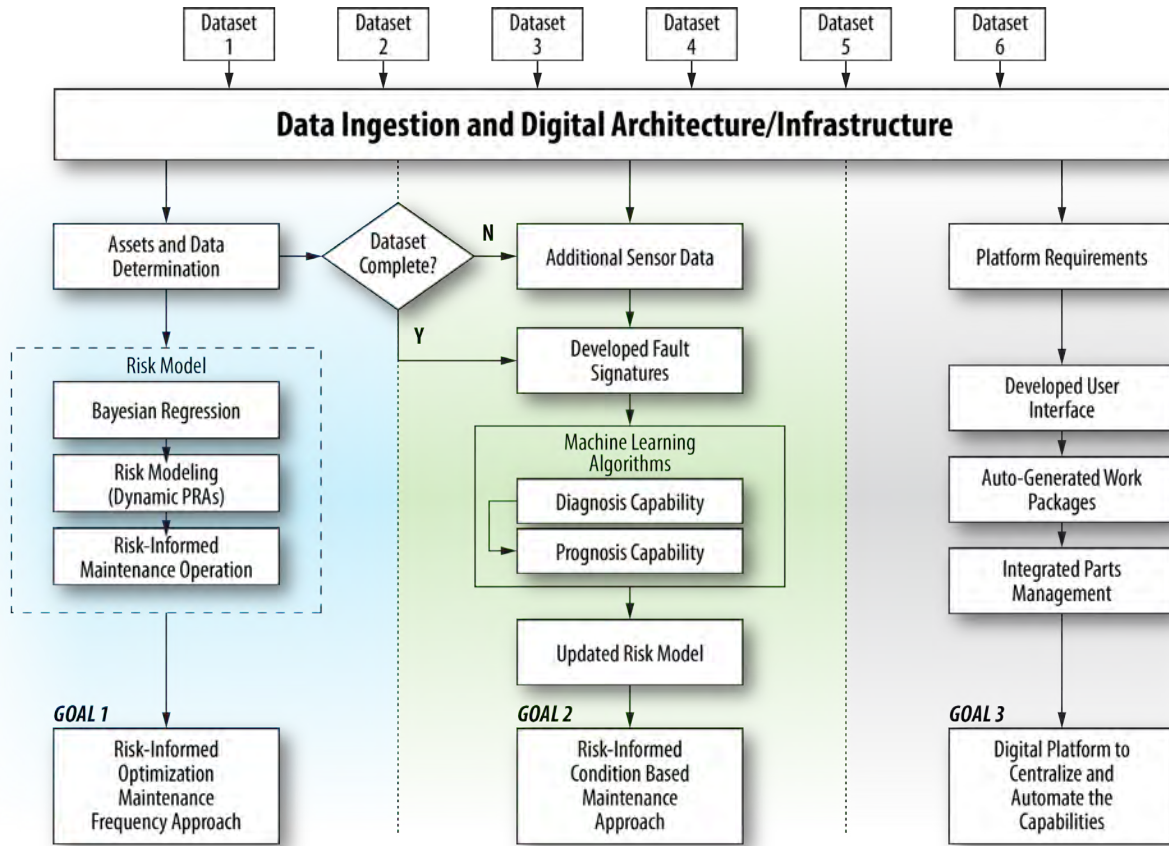 Dataset
1
Dataset
2
Dataset
3
Dataset
4
Dataset
5
Dataset
6
Data Ingestion and Digital Architecture/Infrastructure
Assets and Data
Determination
Dataset
Complete?
N
Y
Additional Sensor Data
Platform Requirements
Risk Model
Bayesian Regression
Risk Modeling
(Dynamic PRAs)
Risk-Informed
Maintenance Operation
Developed Fault
Signatures
Machine Learning
Algorithms
Diagnosis Capability
Prognosis Capability
Updated Risk Model
Developed User
Interface
Auto-Generated Work
Packages
Integrated Parts
Management
GOAL 1
Risk-Informed
Optimization
Maintenance
Frequency Approach
GOAL 2
Risk-Informed
Condition Based
Maintenance
Approach
GOAL 3
Digital Platform to
Centralize and
Automate the
Capabilities